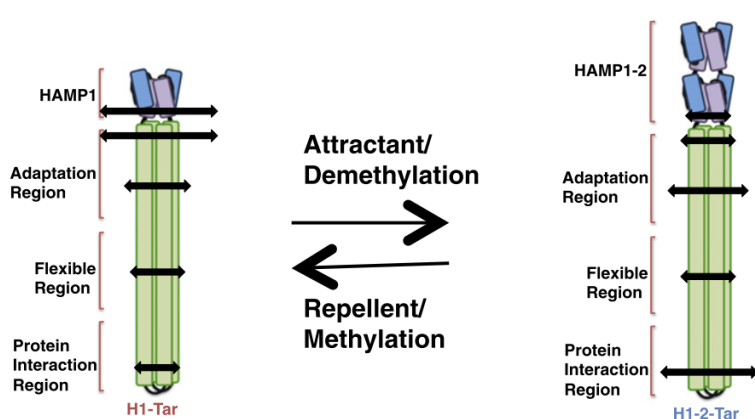 HAMP1
Adaptation
Region
Flexible
Region
Protein
Interaction
Region
H1-Tar
Attractant/
Demethylation
Repellent/
Methylation
HAMP1-2
Adaptation
Region
Flexible
Region
Protein
Interaction
Region
H1-2-Tar